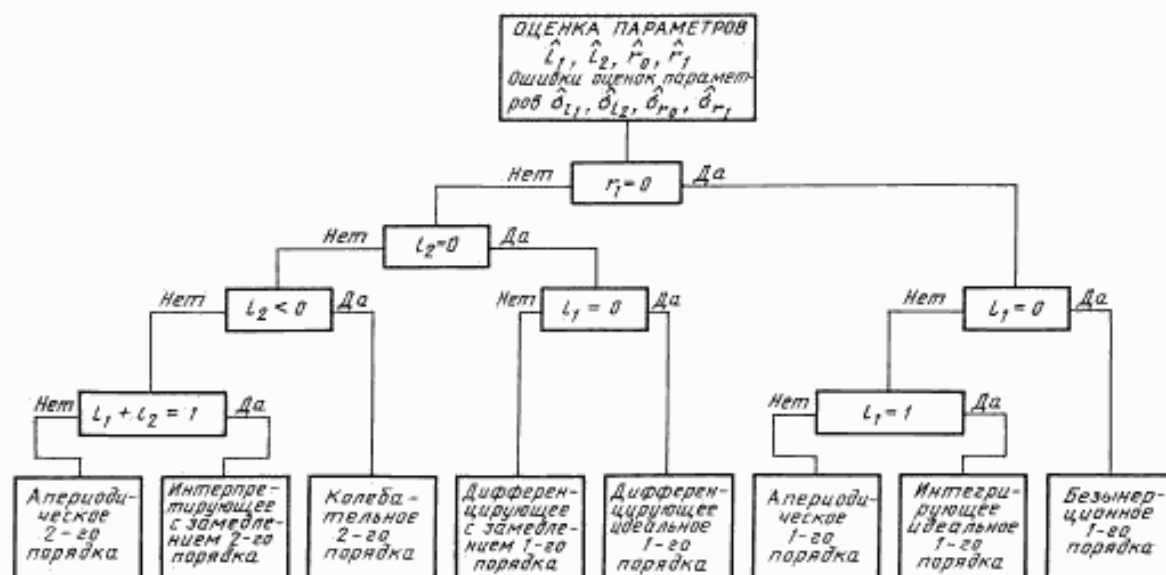 ОЦЕНКА ПАРАМЕТРОВ
l̂₁, l̂₂, r̂₀, r̂₁
Ошибки оценок парамет-
ров σ̂l₁, σ̂l₂, σ̂r₀, σ̂r₁
Нет
r₁=0
Да
Нет
l₂=0
Да
Нет
l₂<0
Да
Нет
l₁=0
Да
Нет
l₁=0
Да
Нет
l₁+l₂=1
Да
Нет
l₁=1
Да
Апериоди-
ческое
2-го
порядка
Интерпре-
тирующее
с замедле-
нием 2-го
порядка
Колеба-
тельное
2-го
порядка
Дифферен-
цирующее
с замедле-
нием 1-го
порядка
Дифферен-
цирующее
идеальное
1-го
порядка
Апериоди-
ческое
1-го
порядка
Интегри-
рующее
идеальное
1-го
порядка
Безынер-
ционное
1-го
порядка